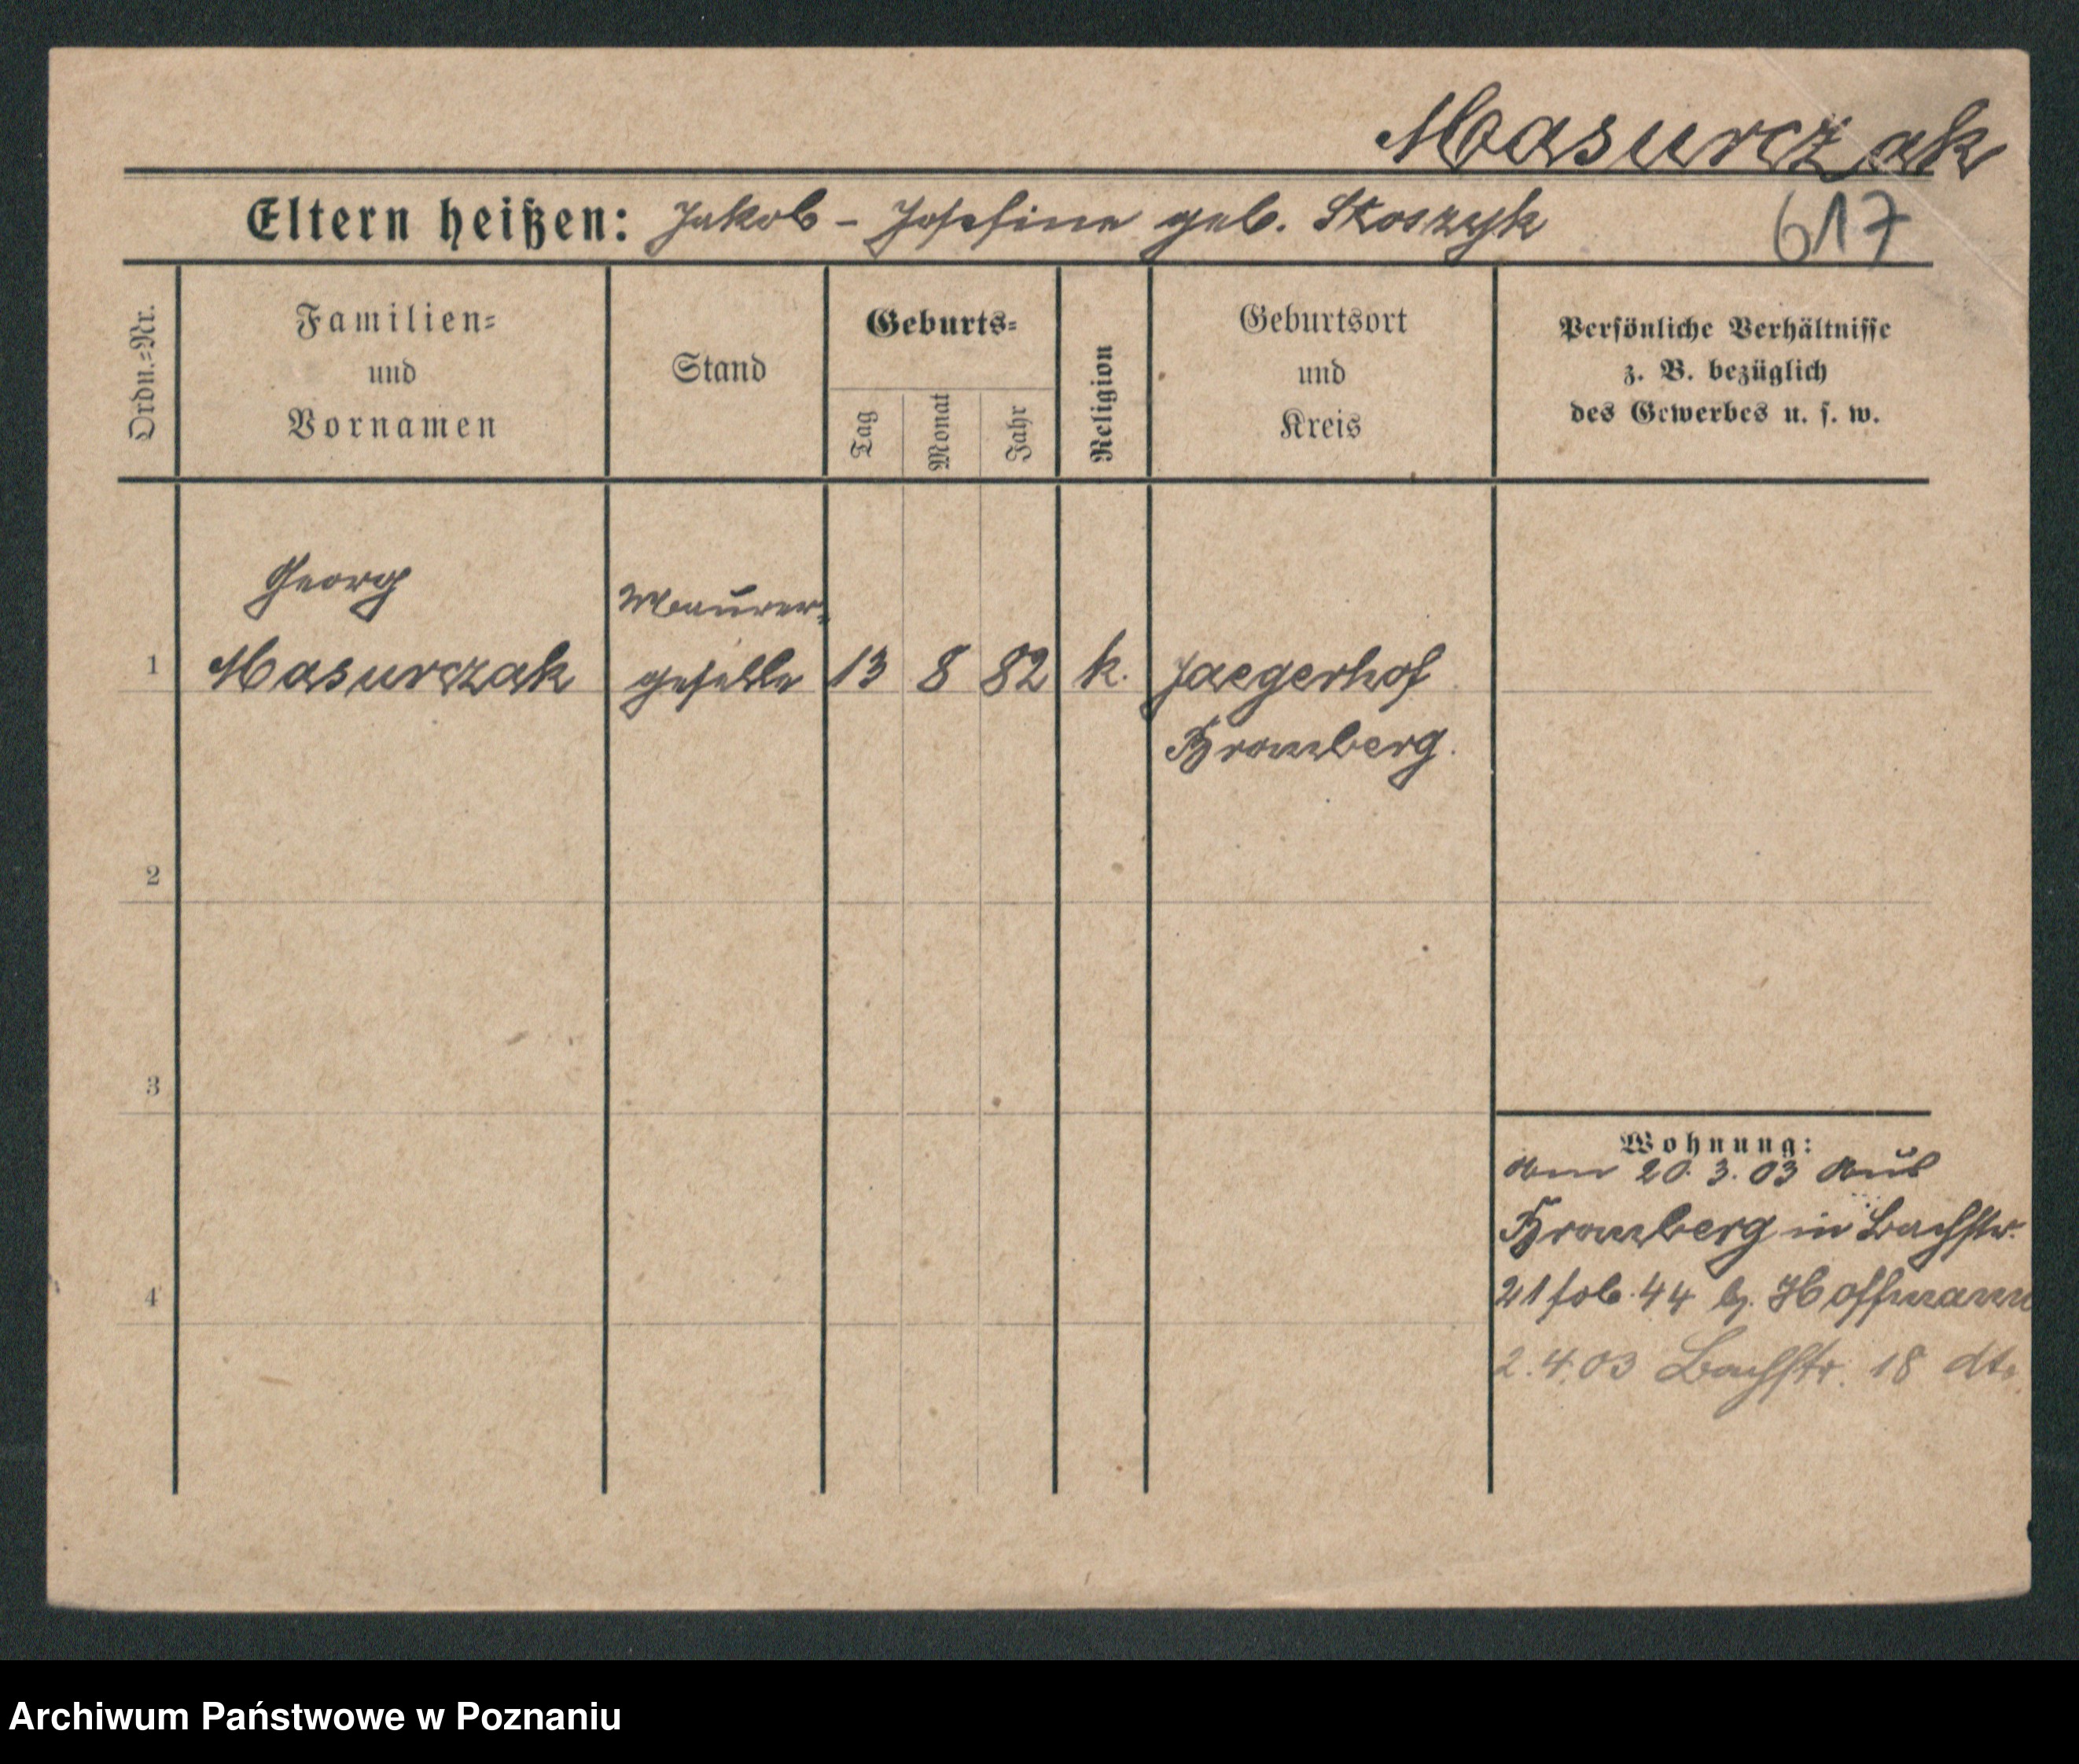 Masurczak
Eltern heißen: Jakob - Josefine geb. Skoszyk
617
Ordn.=Nr.
Familien=
und
Vornamen
Stand
Geburts=
Tag
Monat
Jahr
Religion
Geburtsort
und
Kreis
Persönliche Verhältnisse
z. B. bezüglich
des Gewerbes u. s. w.
Georg
Maurer=
1 Masurczak geselle 13 8 82 k. Jaegerhof
Bromberg.
2
3
Wohnung:
am 20.3.03 aus
Bromberg in Bachstr.
4
21 44 b. Hoffmann
2.4.03 Bachstr. 18
Archiwum Państwowe w Poznaniu